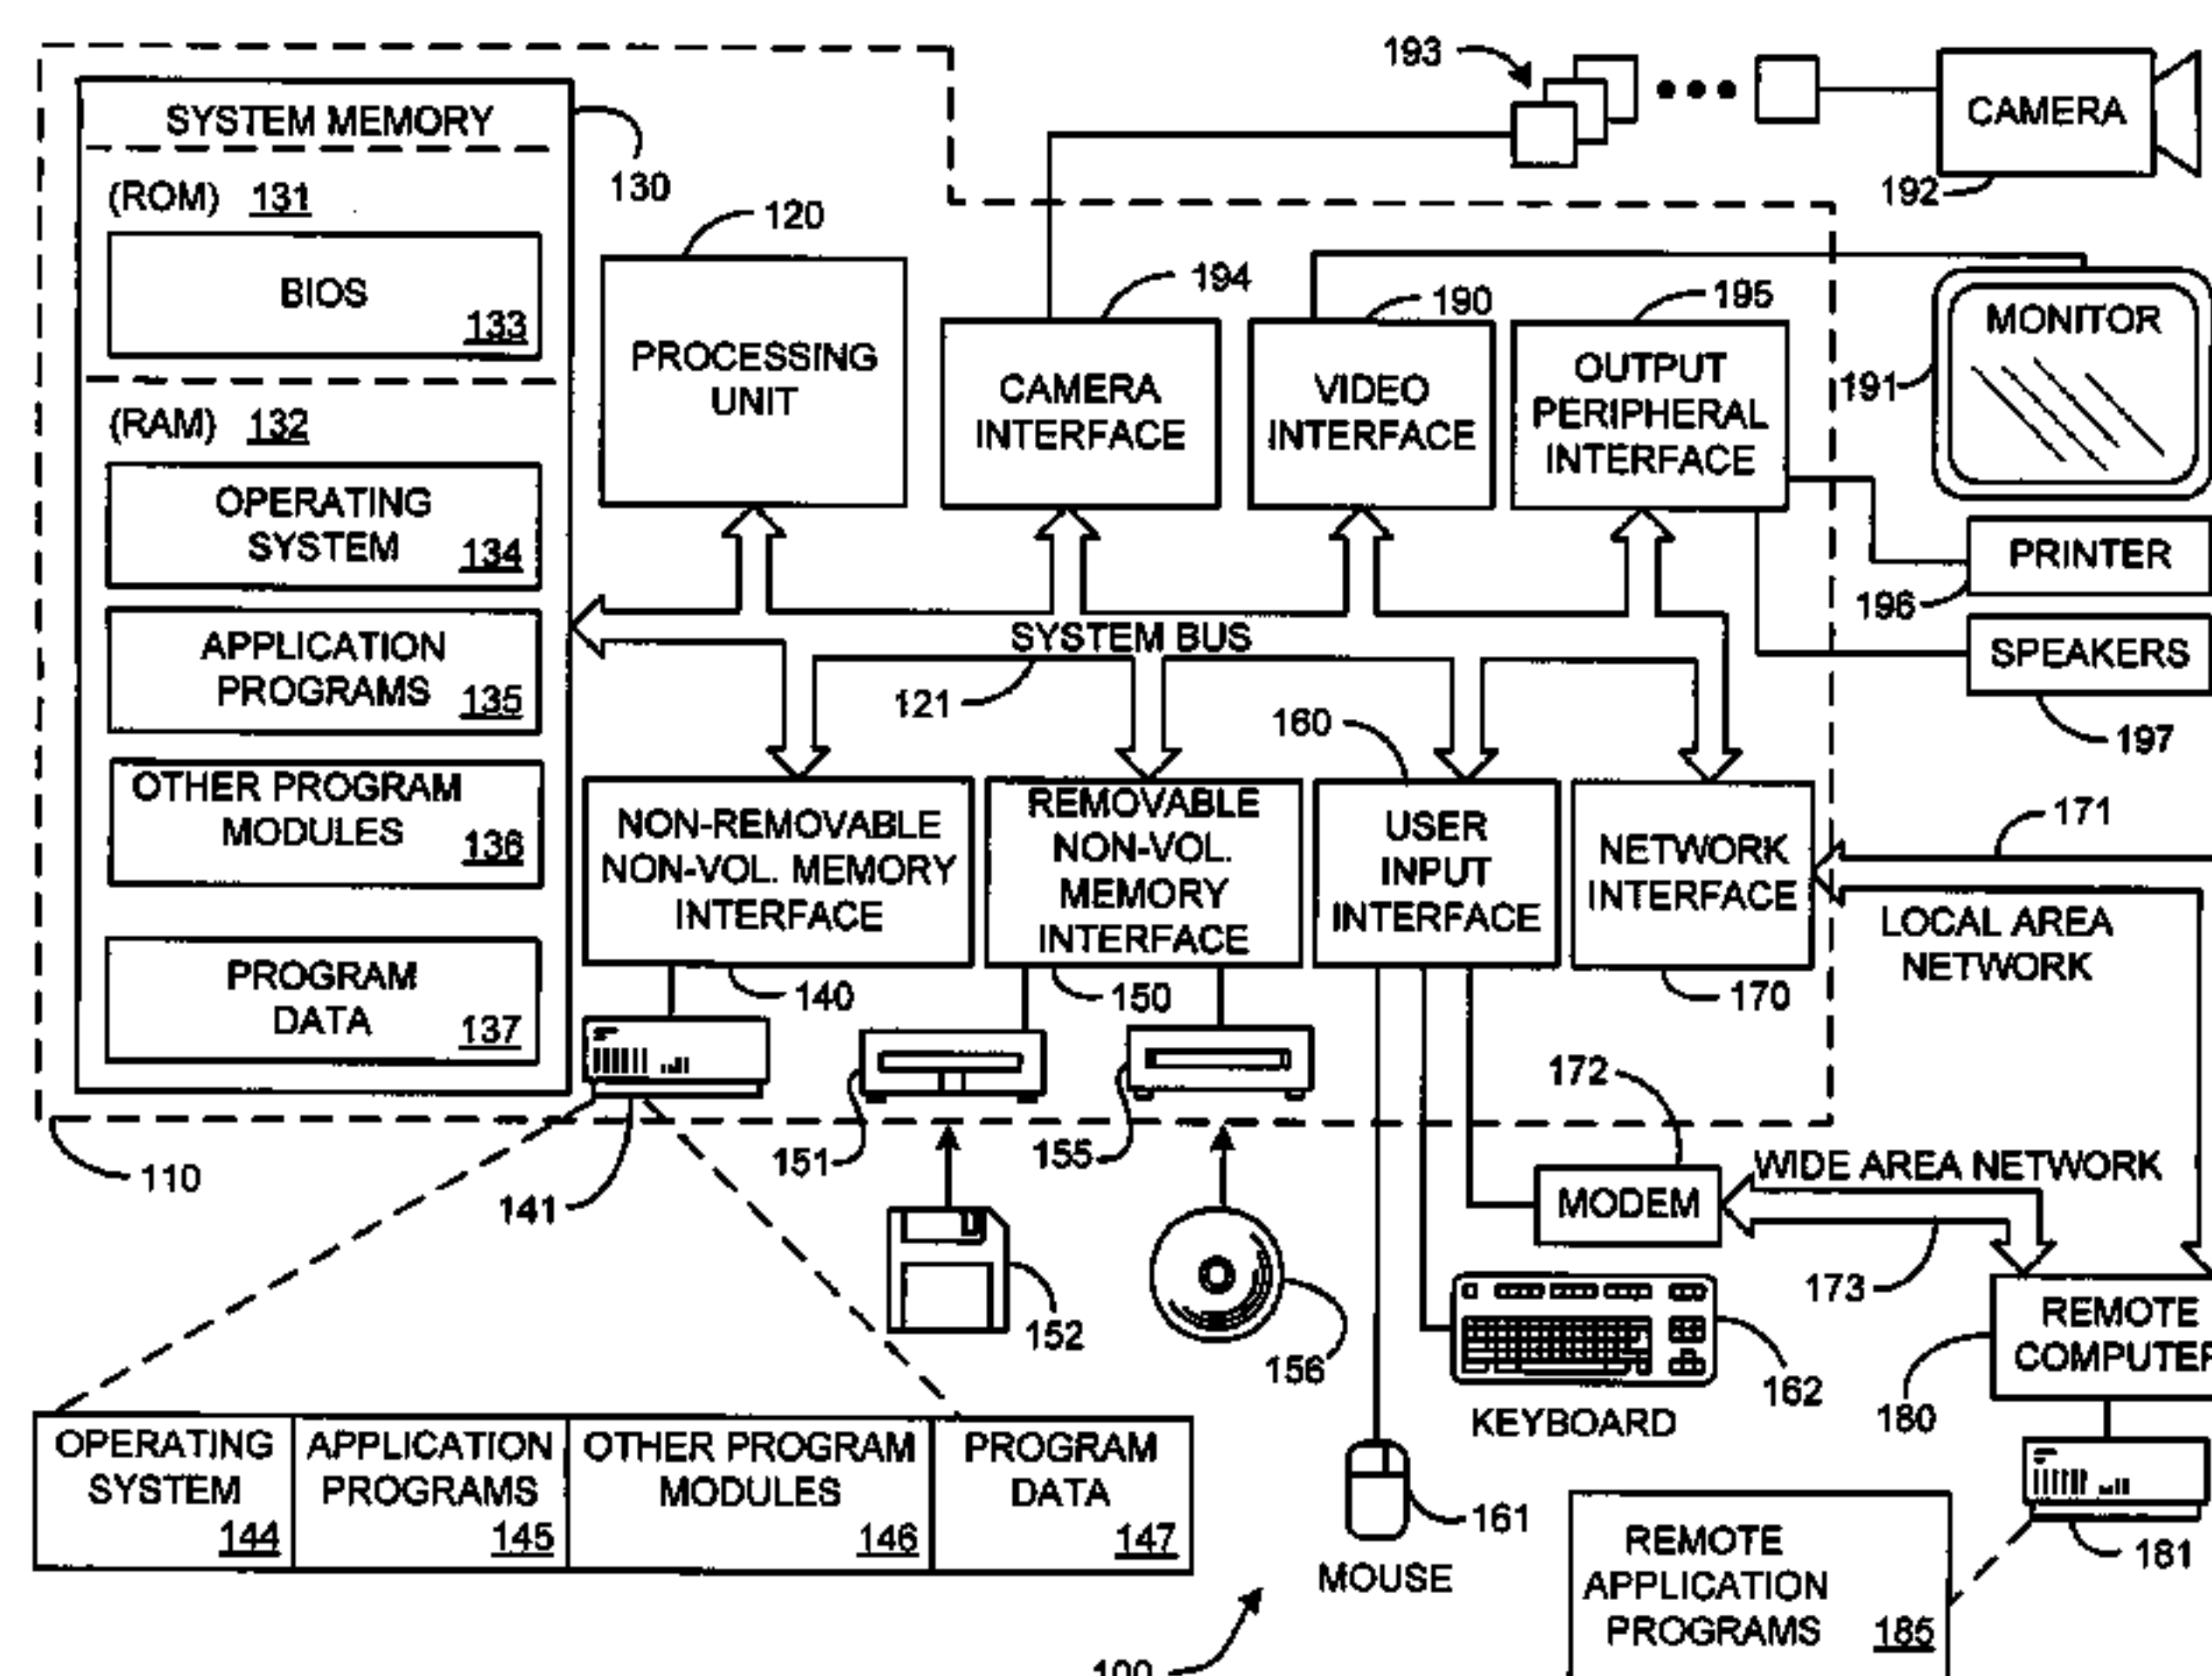 193
CAMERA
192
SYSTEM MEMORY
130
(ROM) 131
BIOS
133
120
PROCESSING
UNIT
194
CAMERA
INTERFACE
190
VIDEO
INTERFACE
195
OUTPUT
PERIPHERAL
INTERFACE
MONITOR
191
(RAM) 132
OPERATING
SYSTEM
134
APPLICATION
PROGRAMS
135
OTHER PROGRAM
MODULES
136
PROGRAM
DATA
137
PRINTER
196
SPEAKERS
197
SYSTEM BUS
121
160
NON-REMOVABLE
NON-VOL. MEMORY
INTERFACE
140
REMOVABLE
NON-VOL.
MEMORY
INTERFACE
150
USER
INPUT
INTERFACE
NETWORK
INTERFACE
170
171
LOCAL AREA
NETWORK
172
110
141
151
155
MODEM
WIDE AREA NETWORK
173
152
156
162
KEYBOARD
REMOTE
COMPUTER
180
181
OPERATING
SYSTEM
144
APPLICATION
PROGRAMS
145
OTHER PROGRAM
MODULES
146
PROGRAM
DATA
147
161
MOUSE
REMOTE
APPLICATION
PROGRAMS
185
100